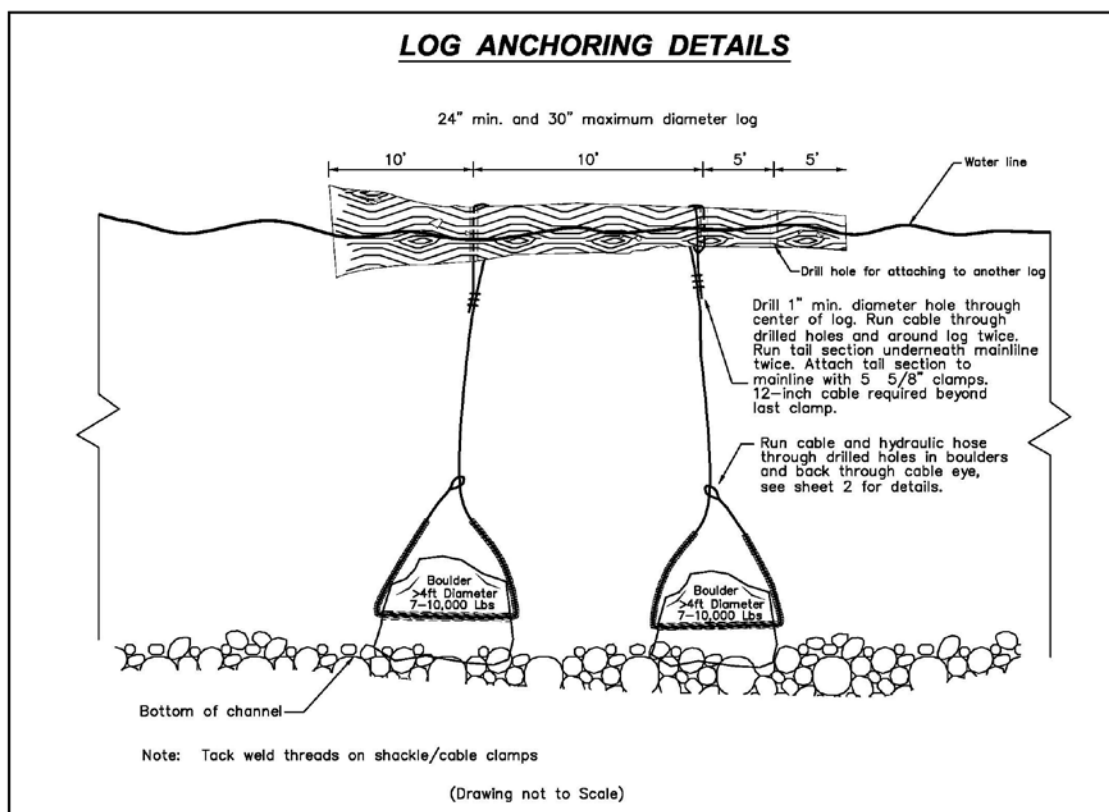 LOG ANCHORING DETAILS
24" min. and 30" maximum diameter log
10' 10' 5' 5'
Water line
Drill hole for attaching to another log
Drill 1" min. diameter hole through
center of log. Run cable through
drilled holes and around log twice.
Run tail section underneath mainlilne
twice. Attach tail section to
mainline with 5 5/8" clamps.
12-inch cable required beyond
last clamp.
Run cable and hydraulic hose
through drilled holes in boulders
and back through cable eye,
see sheet 2 for details.
Boulder
>4ft Diameter
7-10,000 Lbs
Boulder
>4ft Diameter
7-10,000 Lbs
Bottom of channel
Note: Tack weld threads on shackle/cable clamps
(Drawing not to Scale)